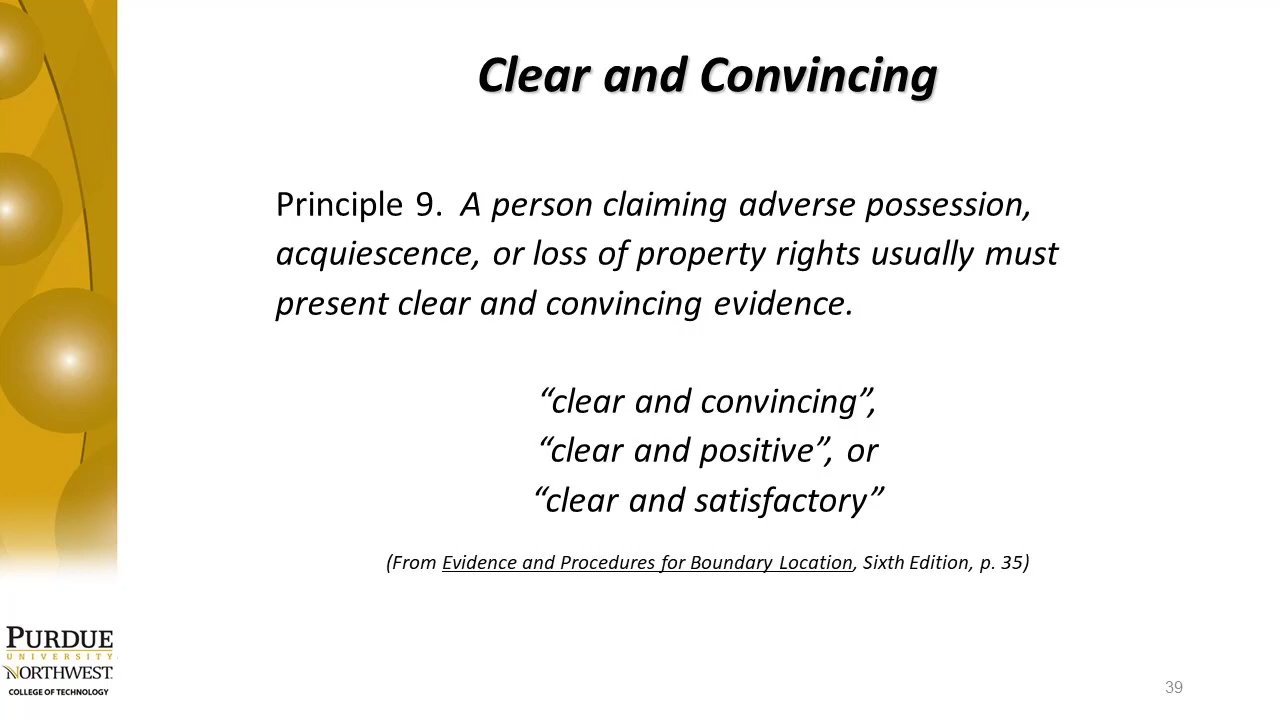 Clear and Convincing
Principle 9.  A person claiming adverse possession,
acquiescence, or loss of property rights usually must
present clear and convincing evidence.
“clear and convincing”,
“clear and positive”, or
“clear and satisfactory”
(From Evidence and Procedures for Boundary Location, Sixth Edition, p. 35)
PURDUE
UNIVERSITY
NORTHWEST
COLLEGE OF TECHNOLOGY
39